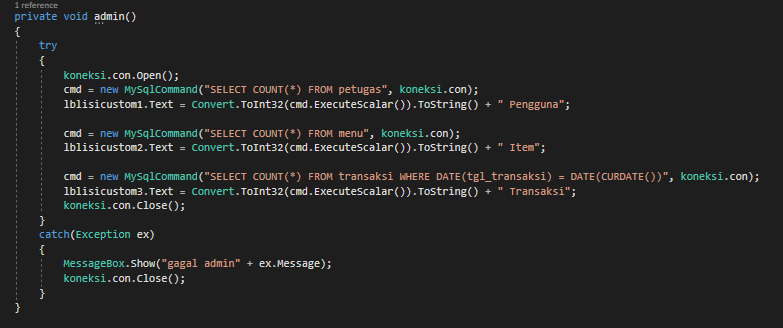 1 reference
private void admin()
{
try
{
koneksi.con.Open();
cmd = new MySqlCommand("SELECT COUNT(*) FROM petugas", koneksi.con);
lblisicustom1.Text = Convert.ToInt32(cmd.ExecuteScalar()).ToString() + " Pengguna";
cmd = new MySqlCommand("SELECT COUNT(*) FROM menu", koneksi.con);
lblisicustom2.Text = Convert.ToInt32(cmd.ExecuteScalar()).ToString() + " Item";
cmd = new MySqlCommand("SELECT COUNT(*) FROM transaksi WHERE DATE(tgl_transaksi) = DATE(CURDATE())", koneksi.con);
lblisicustom3.Text = Convert.ToInt32(cmd.ExecuteScalar()).ToString() + " Transaksi";
koneksi.con.Close();
}
catch(Exception ex)
{
MessageBox.Show("gagal admin" + ex.Message);
koneksi.con.Close();
}
}